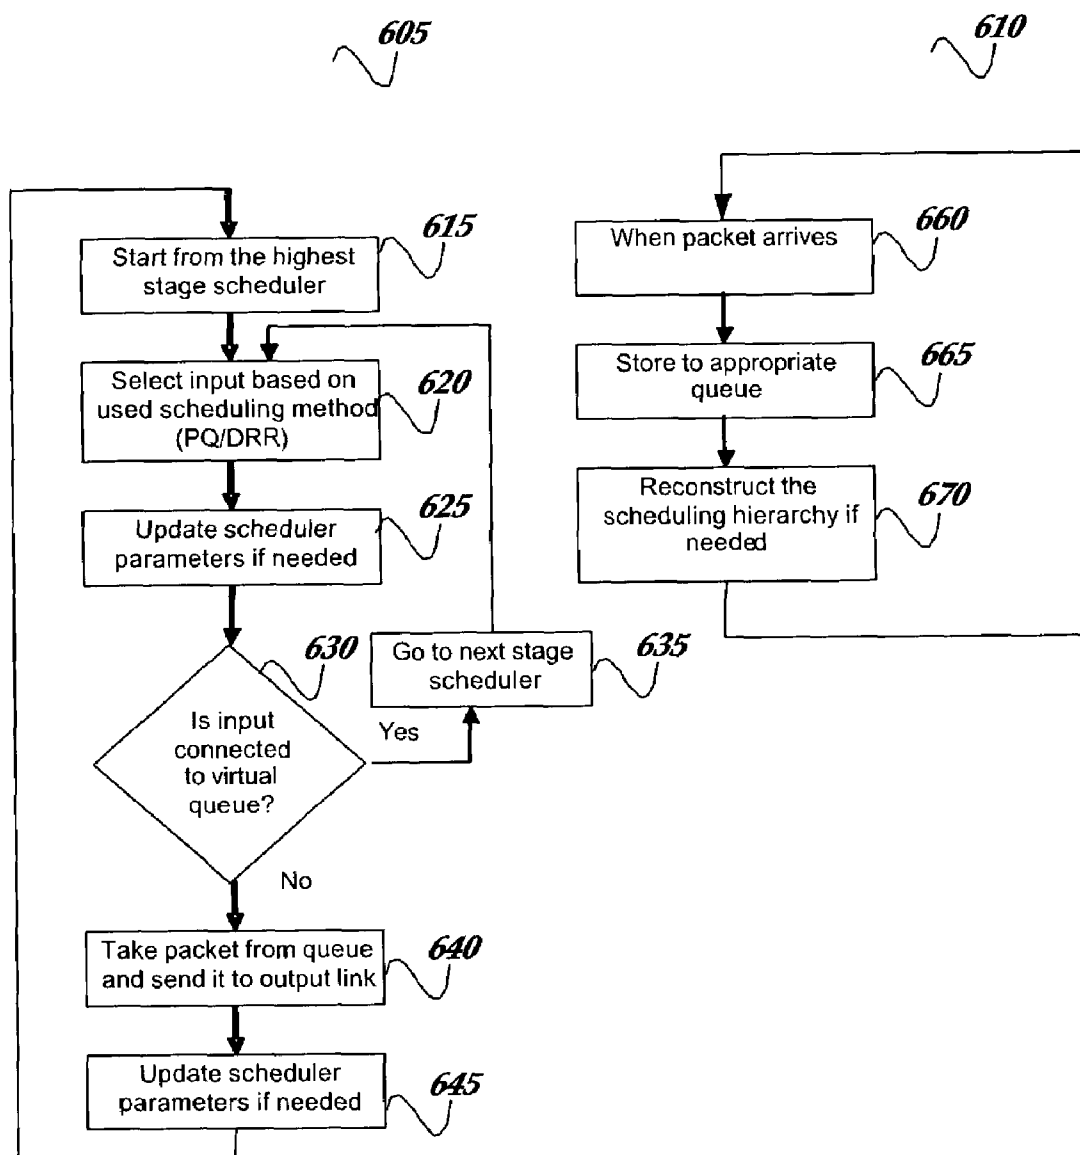 605
610
615
Start from the highest
stage scheduler
620
Select input based on
used scheduling method
(PQ/DRR)
625
Update scheduler
parameters if needed
630
Is input
connected
to virtual
queue?
Yes
635
Go to next stage
scheduler
No
640
Take packet from queue
and send it to output link
645
Update scheduler
parameters if needed
660
When packet arrives
665
Store to appropriate
queue
670
Reconstruct the
scheduling hierarchy if
needed